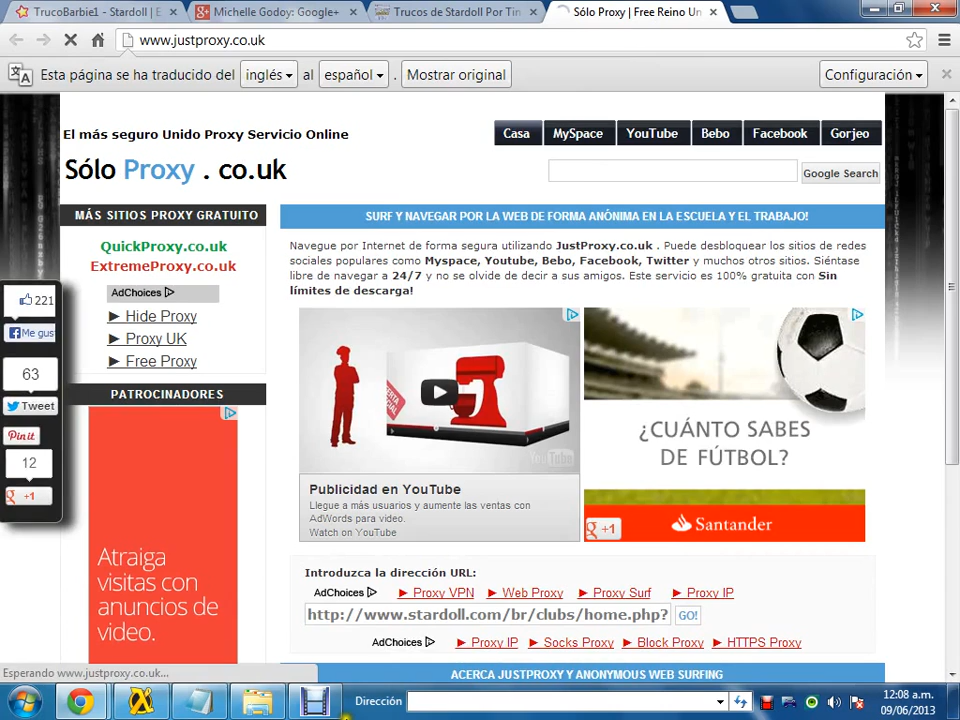 TrucoBarbie1 - Stardoll | E
Michelle Godoy: Google+
Trucos de Stardoll Por Tin
Sólo Proxy | Free Reino Un
www.justproxy.co.uk
Esta página se ha traducido del inglés al español . Mostrar original Configuración
El más seguro Unido Proxy Servicio Online
Casa MySpace YouTube Bebo Facebook Gorjeo
Sólo Proxy . co.uk
Google Search
MÁS SITIOS PROXY GRATUITO
QuickProxy.co.uk
ExtremeProxy.co.uk
AdChoices
► Hide Proxy
► Proxy UK
► Free Proxy
PATROCINADORES
Atraiga
visitas con
anuncios de
video.
221
Me gus
63
Tweet
Pin it
12
g +1
SURF Y NAVEGAR POR LA WEB DE FORMA ANÓNIMA EN LA ESCUELA Y EL TRABAJO!
Navegue por Internet de forma segura utilizando JustProxy.co.uk . Puede desbloquear los sitios de redes
sociales populares como Myspace, Youtube, Bebo, Facebook, Twitter y muchos otros sitios. Siéntase
libre de navegar a 24/7 y no se olvide de decir a sus amigos. Este servicio es 100% gratuita con Sin
límites de descarga!
OFERTA ESPECIAL
YouTube
Publicidad en YouTube
Llegue a más usuarios y aumente las ventas con
AdWords para video.
Watch on YouTube
¿CUÁNTO SABES
DE FÚTBOL?
g +1
Santander
Introduzca la dirección URL:
AdChoices ► Proxy VPN ► Web Proxy ► Proxy Surf ► Proxy IP
http://www.stardoll.com/br/clubs/home.php? GO!
AdChoices ► Proxy IP ► Socks Proxy ► Block Proxy ► HTTPS Proxy
ACERCA JUSTPROXY Y ANONYMOUS WEB SURFING
Esperando www.justproxy.co.uk...
Dirección
12:08 a.m.
09/06/2013